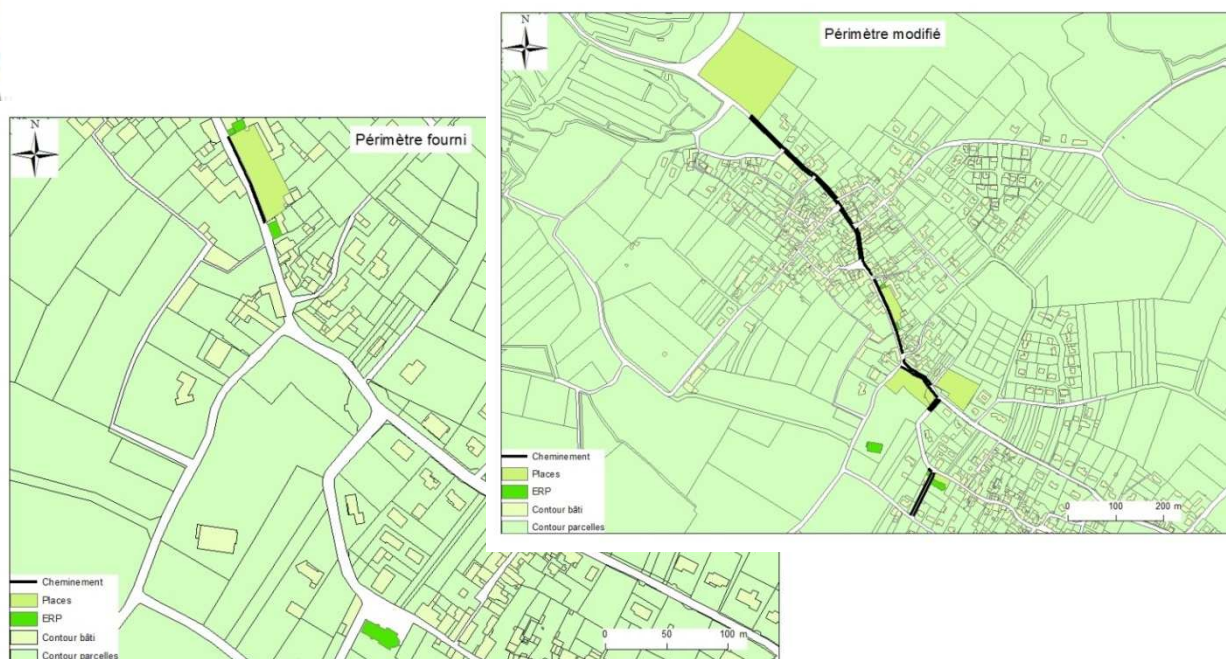 N
Périmètre fourni
Cheminement
Places
ERP
Contour bâti
Contour parcelles
0 50 100 m
N
Périmètre modifié
Cheminement
Places
ERP
Contour bâti
Contour parcelles
0 100 200 m